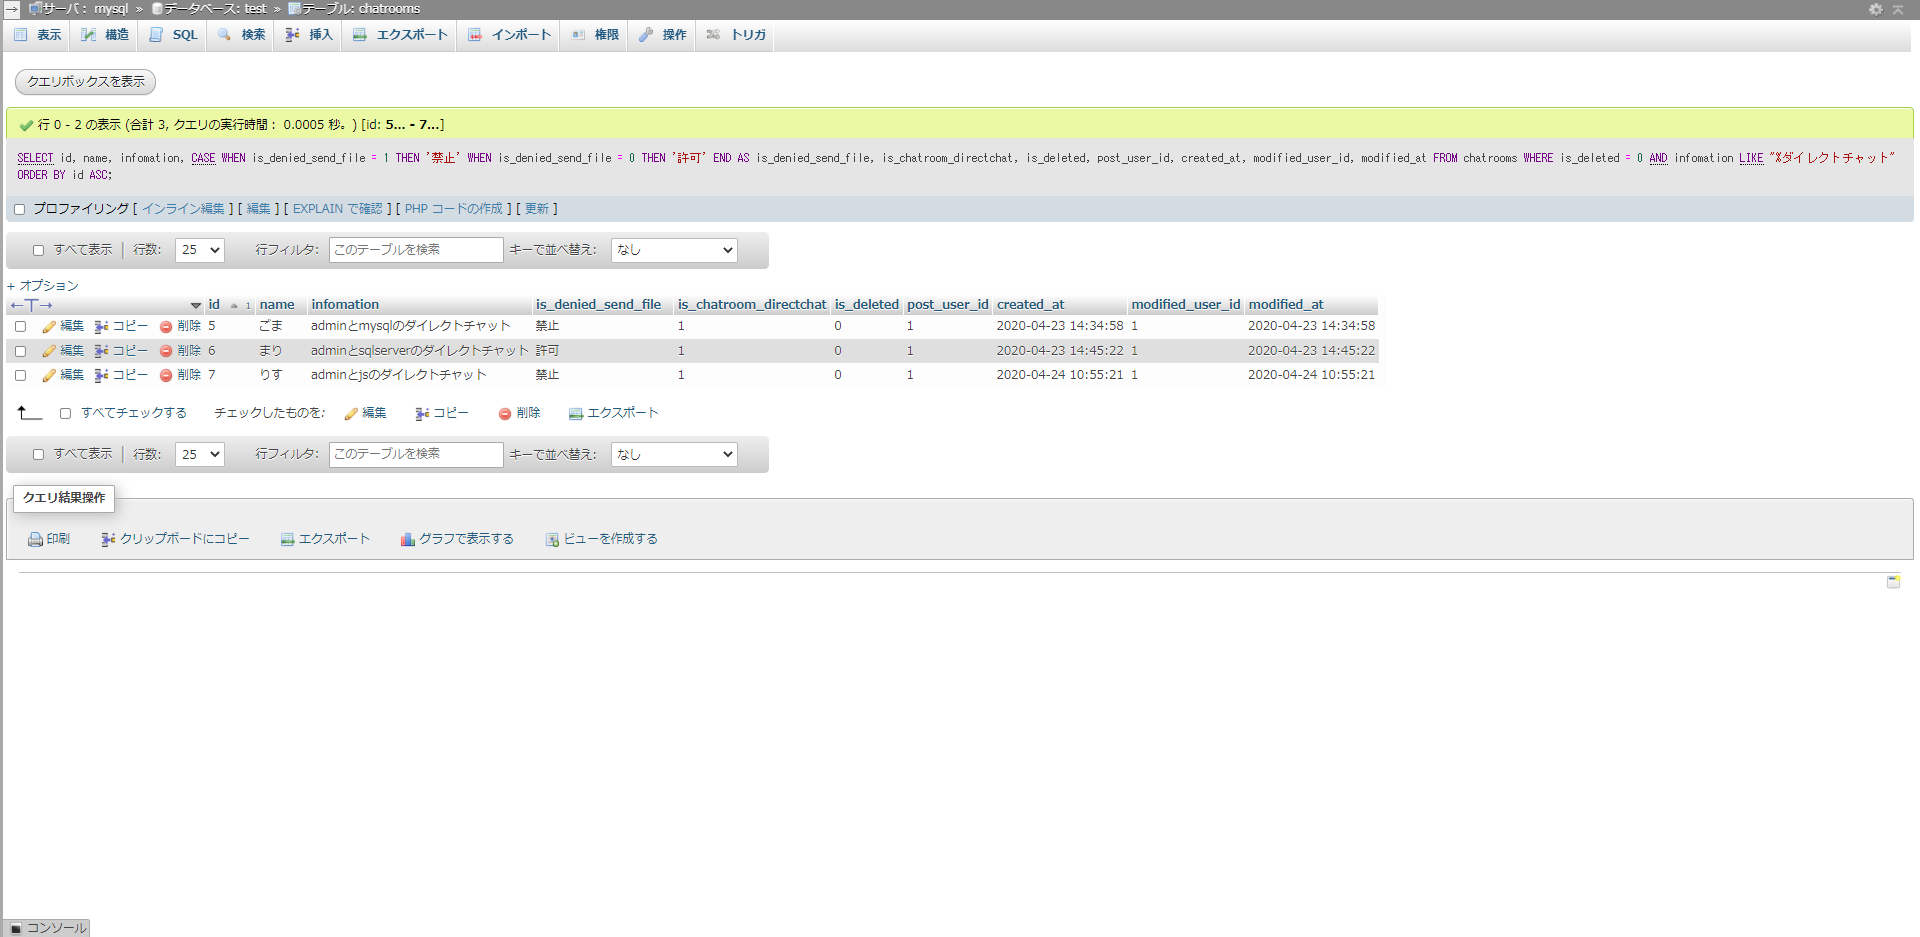 サーバ: mysql » データベース: test » テーブル: chatrooms
表示 構造 SQL 検索 挿入 エクスポート インポート 権限 操作 トリガ
クエリボックスを表示
行 0 - 2 の表示 (合計 3, クエリの実行時間: 0.0005 秒。) [id: 5... - 7...]
SELECT id, name, infomation, CASE WHEN is_denied_send_file = 1 THEN '禁止' WHEN is_denied_send_file = 0 THEN '許可' END AS is_denied_send_file, is_chatroom_directchat, is_deleted, post_user_id, created_at, modified_user_id, modified_at FROM chatrooms WHERE is_deleted = 0 AND infomation LIKE "%ダイレクトチャット"
ORDER BY id ASC;
プロファイリング [ インライン編集 ] [ 編集 ] [ EXPLAIN で確認 ] [ PHP コードの作成 ] [ 更新 ]
すべて表示 | 行数: 25 行フィルタ: このテーブルを検索 キーで並べ替え: なし
+ オプション
←T→ id 1 name infomation is_denied_send_file is_chatroom_directchat is_deleted post_user_id created_at modified_user_id modified_at
編集 コピー 削除 5 ごま adminとmysqlのダイレクトチャット 禁止 1 0 1 2020-04-23 14:34:58 1 2020-04-23 14:34:58
編集 コピー 削除 6 まり adminとsqlserverのダイレクトチャット 許可 1 0 1 2020-04-23 14:45:22 1 2020-04-23 14:45:22
編集 コピー 削除 7 りす adminとjsのダイレクトチャット 禁止 1 0 1 2020-04-24 10:55:21 1 2020-04-24 10:55:21
すべてチェックする チェックしたものを: 編集 コピー 削除 エクスポート
すべて表示 | 行数: 25 行フィルタ: このテーブルを検索 キーで並べ替え: なし
クエリ結果操作
印刷 クリップボードにコピー エクスポート グラフで表示する ビューを作成する
コンソール